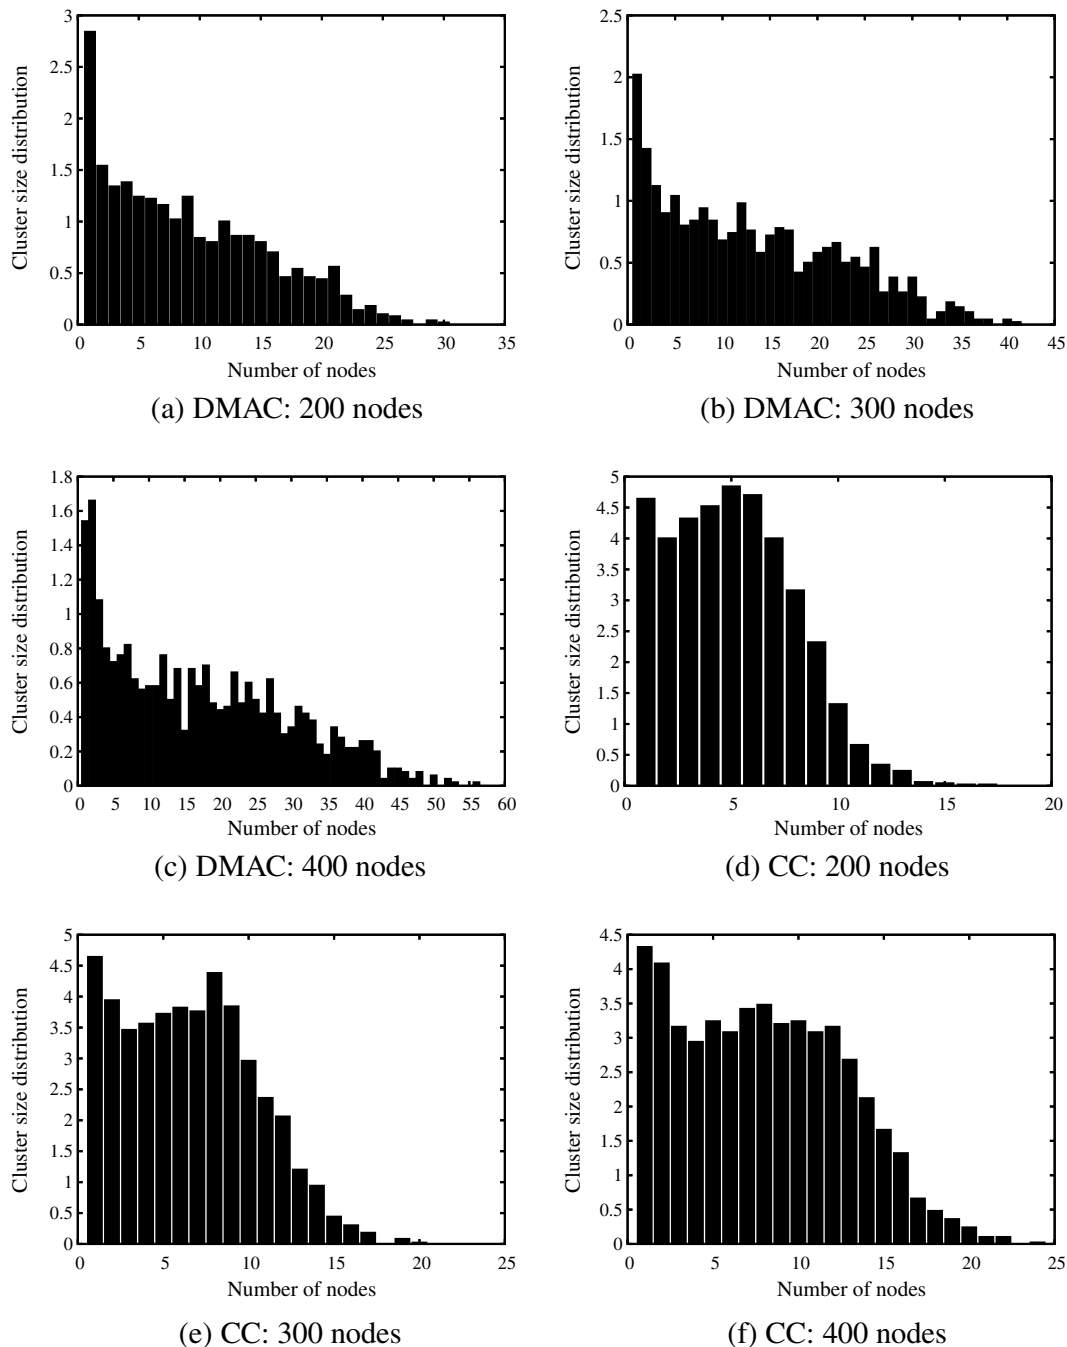 3
2.5
2
1.5
1
0.5
0
Cluster size distribution
0 5 10 15 20 25 30 35
Number of nodes
(a) DMAC: 200 nodes
2.5
2
1.5
1
0.5
0
Cluster size distribution
0 5 10 15 20 25 30 35 40 45
Number of nodes
(b) DMAC: 300 nodes
1.8
1.6
1.4
1.2
1
0.8
0.6
0.4
0.2
0
Cluster size distribution
0 5 10 15 20 25 30 35 40 45 50 55 60
Number of nodes
(c) DMAC: 400 nodes
5
4.5
4
3.5
3
2.5
2
1.5
1
0.5
0
Cluster size distribution
0 5 10 15 20
Number of nodes
(d) CC: 200 nodes
5
4.5
4
3.5
3
2.5
2
1.5
1
0.5
0
Cluster size distribution
0 5 10 15 20 25
Number of nodes
(e) CC: 300 nodes
4.5
4
3.5
3
2.5
2
1.5
1
0.5
0
Cluster size distribution
0 5 10 15 20 25
Number of nodes
(f) CC: 400 nodes